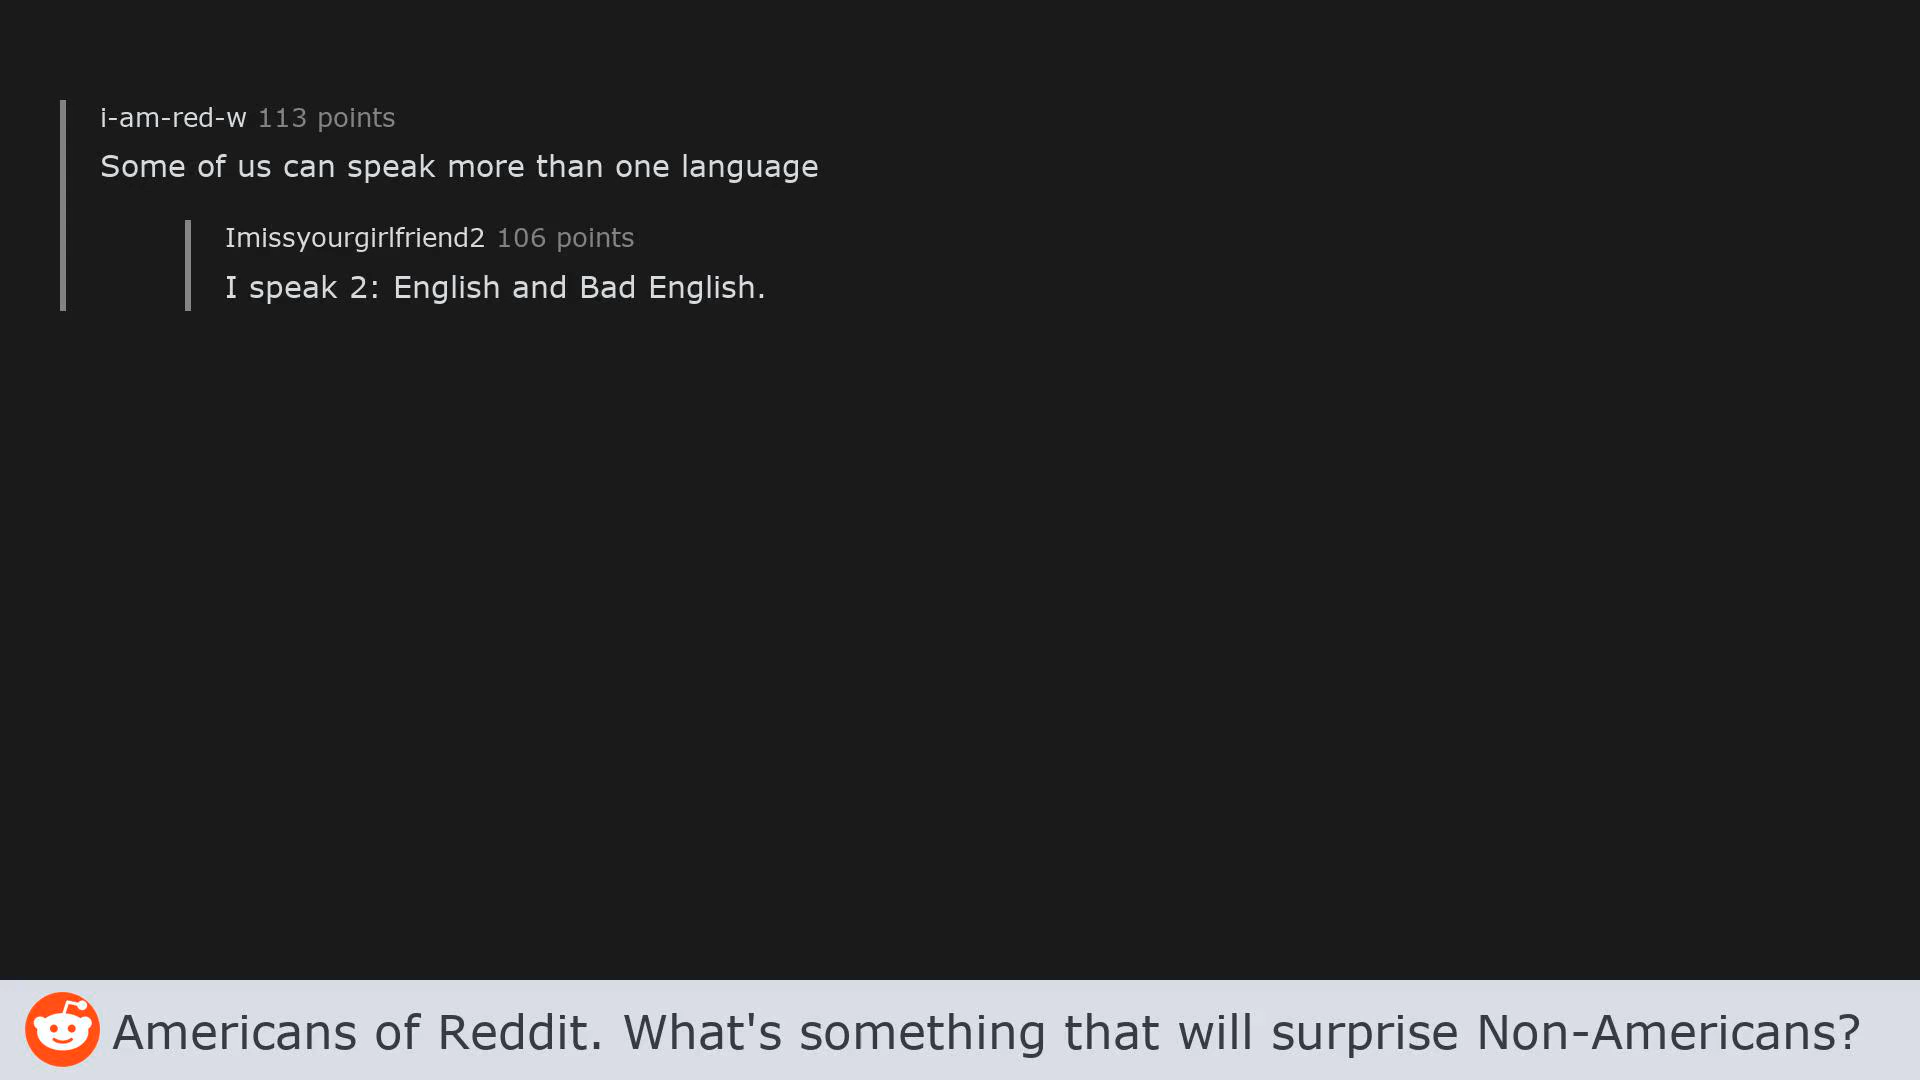 i-am-red-w 113 points
Some of us can speak more than one language
Imissyourgirlfriend2 106 points
I speak 2: English and Bad English.
Americans of Reddit. What's something that will surprise Non-Americans?